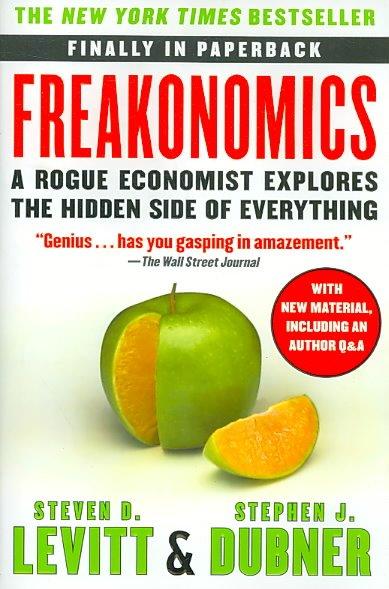 THE NEW YORK TIMES BESTSELLER
FINALLY IN PAPERBACK
FREAKONOMICS
A ROGUE ECONOMIST EXPLORES
THE HIDDEN SIDE OF EVERYTHING
“Genius . . . has you gasping in amazement.”
—The Wall Street Journal
WITH
NEW MATERIAL,
INCLUDING AN
AUTHOR Q&A
STEVEN D.
LEVITT
&
STEPHEN J.
DUBNER